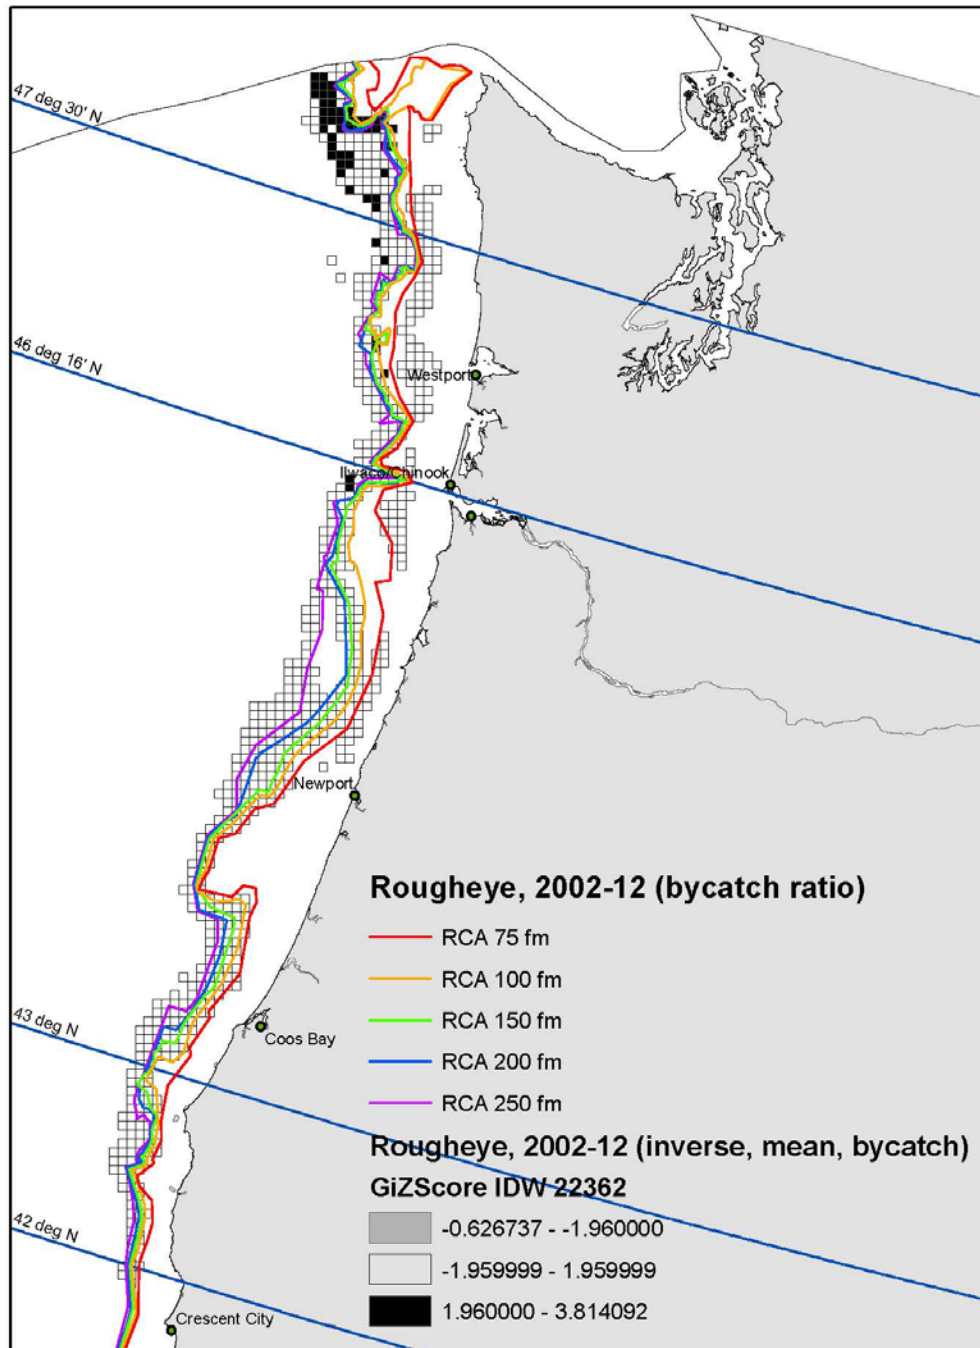 47 deg 30' N
46 deg 16' N
Westport
Ilwaco/Chinook
Newport
Rougheye, 2002-12 (bycatch ratio)
RCA 75 fm
RCA 100 fm
RCA 150 fm
RCA 200 fm
RCA 250 fm
43 deg N
Coos Bay
Rougheye, 2002-12 (inverse, mean, bycatch)
GiZScore IDW 22362
-0.626737 - -1.960000
-1.959999 - 1.959999
1.960000 - 3.814092
42 deg N
Crescent City